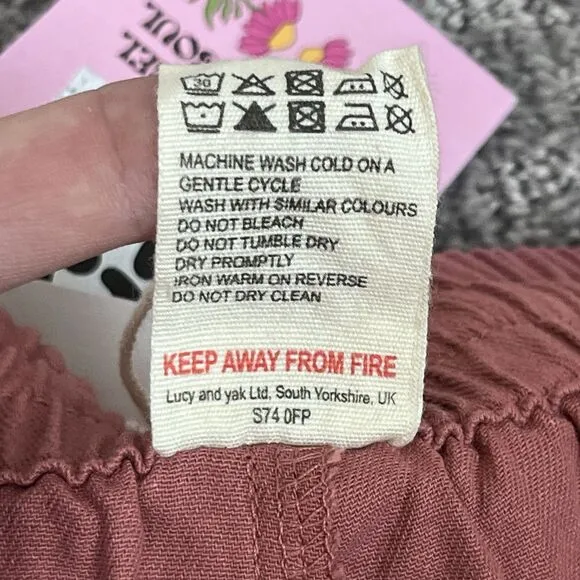 SOUL
30
MACHINE WASH COLD ON A
GENTLE CYCLE
WASH WITH SIMILAR COLOURS
DO NOT BLEACH
DO NOT TUMBLE DRY
DRY PROMPTLY
IRON WARM ON REVERSE
DO NOT DRY CLEAN
KEEP AWAY FROM FIRE
Lucy and yak Ltd, South Yorkshire, UK
S74 0FP